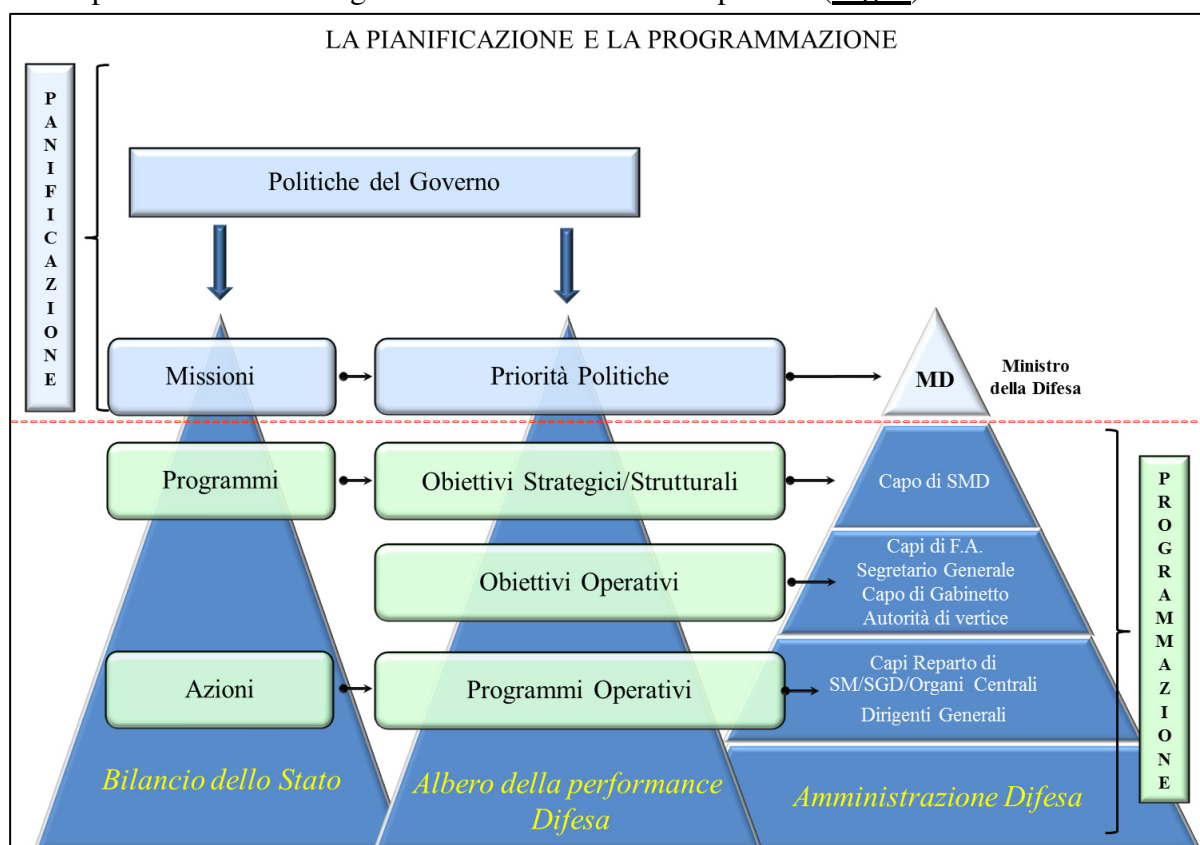 LA PIANIFICAZIONE E LA PROGRAMMAZIONE
PANIFICAZIONE
Politiche del Governo
Missioni
Priorità Politiche
MD
Ministro
della Difesa
Programmi
Obiettivi Strategici/Strutturali
Capo di SMD
Obiettivi Operativi
Capi di F.A.
Segretario Generale
Capo di Gabinetto
Autorità di vertice
Azioni
Programmi Operativi
Capi Reparto di
SM/SGD/Organi Centrali
Dirigenti Generali
PROGRAMMAZIONE
Bilancio dello Stato
Albero della performance
Difesa
Amministrazione Difesa